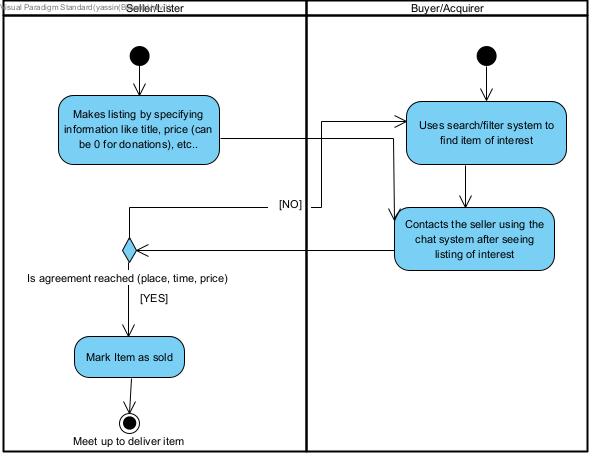 Visual Paradigm Standard(yassin(B
Seller/Lister
Buyer/Acquirer
Makes listing by specifying
information like title, price (can
be 0 for donations), etc..
Uses search/filter system to
find item of interest
[NO]
Contacts the seller using the
chat system after seeing
listing of interest
Is agreement reached (place, time, price)
[YES]
Mark Item as sold
Meet up to deliver item